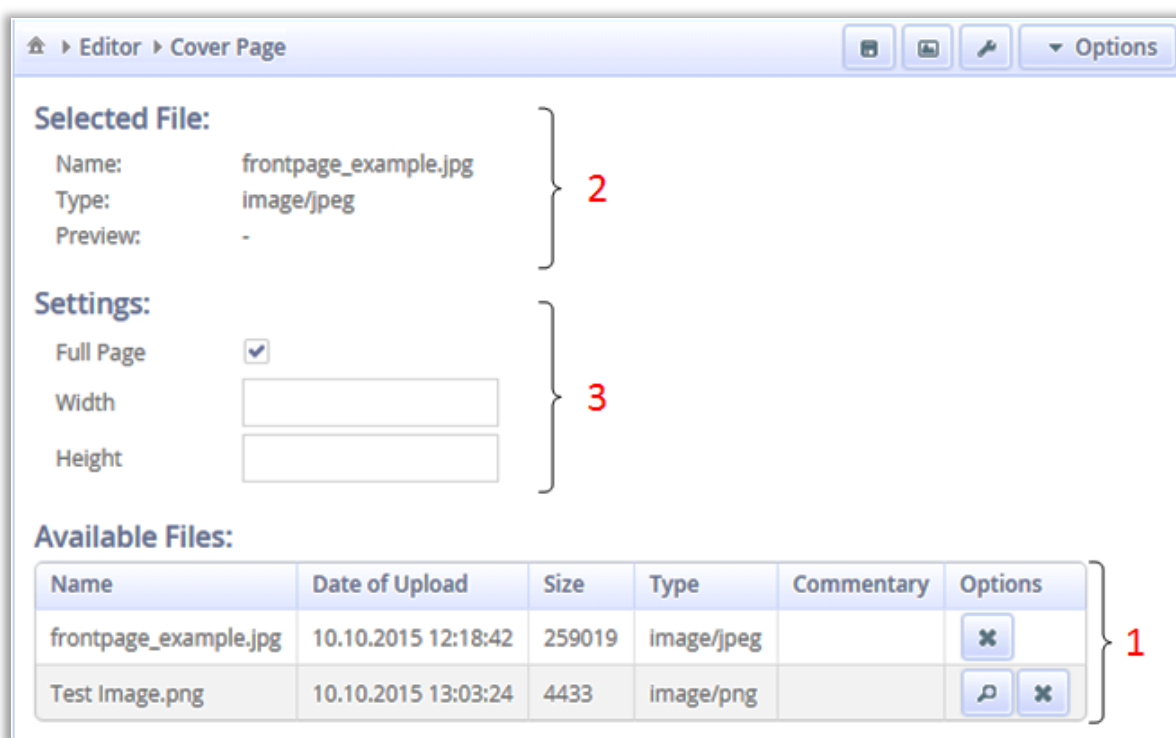 Editor Cover Page Options
Selected File:
Name: frontpage_example.jpg
Type: image/jpeg
Preview: -
2
Settings:
Full Page
Width
Height
3
Available Files:
Name Date of Upload Size Type Commentary Options
frontpage_example.jpg 10.10.2015 12:18:42 259019 image/jpeg
Test Image.png 10.10.2015 13:03:24 4433 image/png
1